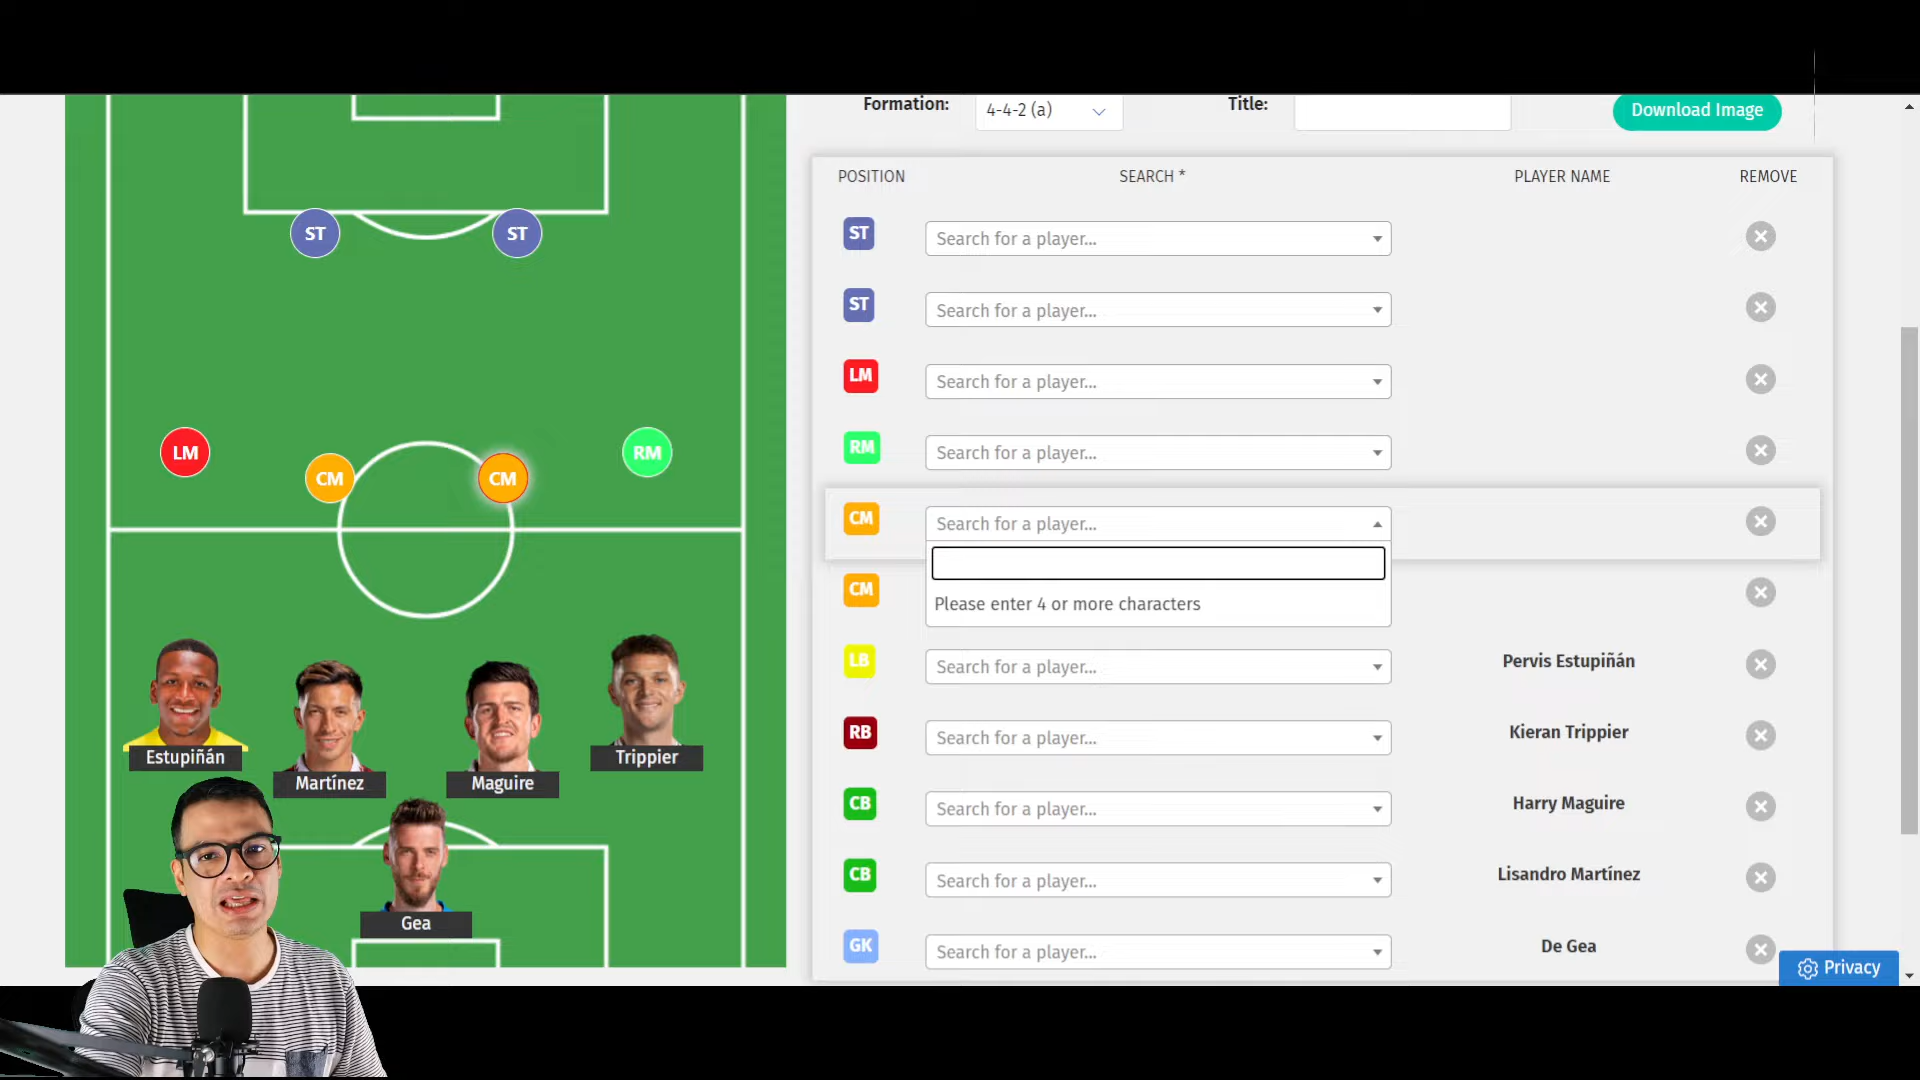 Formation:
4-4-2 (a)
Title:
Download Image
POSITION
SEARCH *
PLAYER NAME
REMOVE
ST
Search for a player...
ST
Search for a player...
LM
Search for a player...
RM
Search for a player...
CM
Search for a player...
Please enter 4 or more characters
CM
LB
Search for a player...
Pervis Estupiñán
RB
Search for a player...
Kieran Trippier
CB
Search for a player...
Harry Maguire
CB
Search for a player...
Lisandro Martínez
GK
Search for a player...
De Gea
Privacy
ST
ST
LM
CM
CM
RM
Estupiñán
Martínez
Maguire
Trippier
Gea